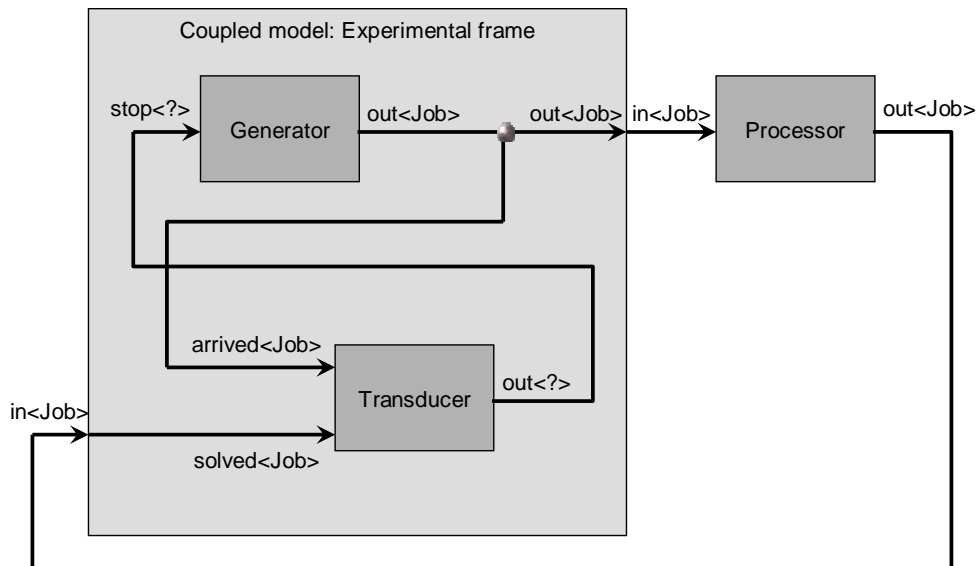 Coupled model: Experimental frame
stop<?>
Generator
out<Job>
out<Job>
in<Job>
Processor
out<Job>
arrived<Job>
Transducer
out<?>
in<Job>
solved<Job>